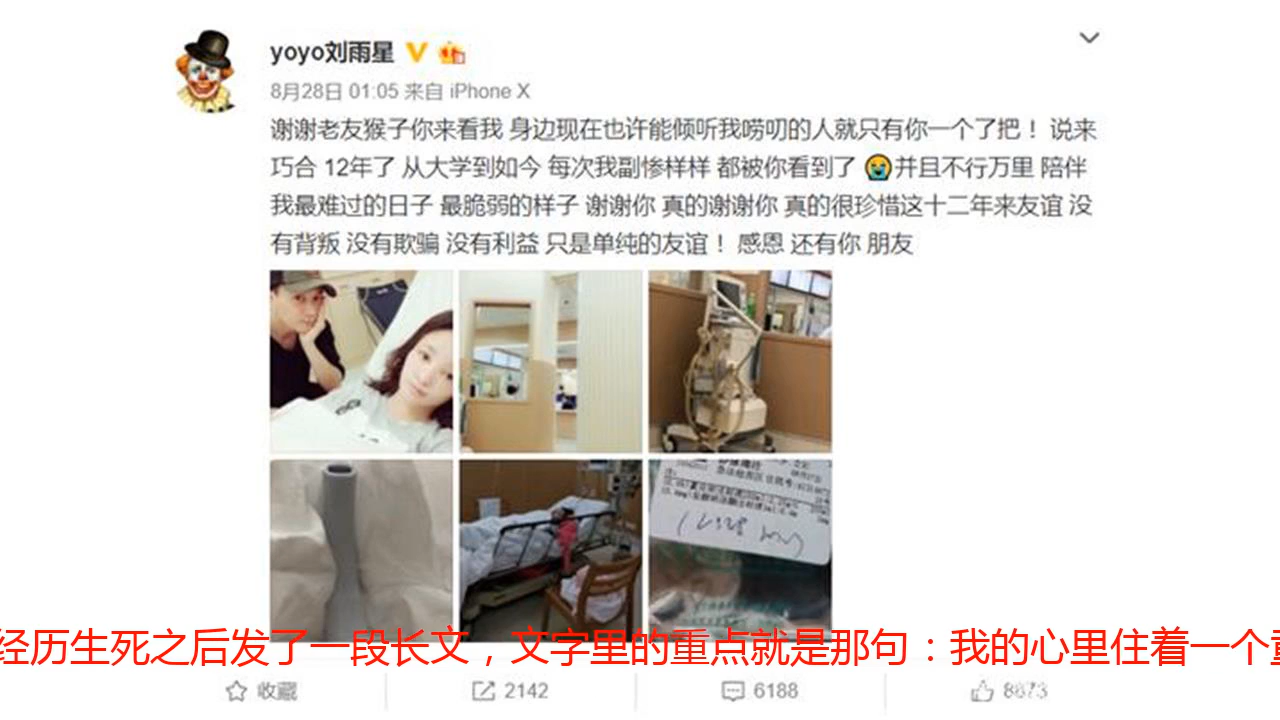 yoyo刘雨星
8月28日 01:05 来自 iPhone X
谢谢老友猴子你来看我 身边现在也许能倾听我唠叨的人就只有你一个了把！ 说来
巧合 12年了 从大学到如今 每次我副惨样样 都被你看到了 😭并且不行万里 陪伴
我最难过的日子 最脆弱的样子 谢谢你 真的谢谢你 真的很珍惜这十二年来友谊 没
有背叛 没有欺骗 没有利益 只是单纯的友谊！ 感恩 还有你 朋友
经历生死之后发了一段长文，文字里的重点就是那句：我的心里住着一个
收藏
2142
6188